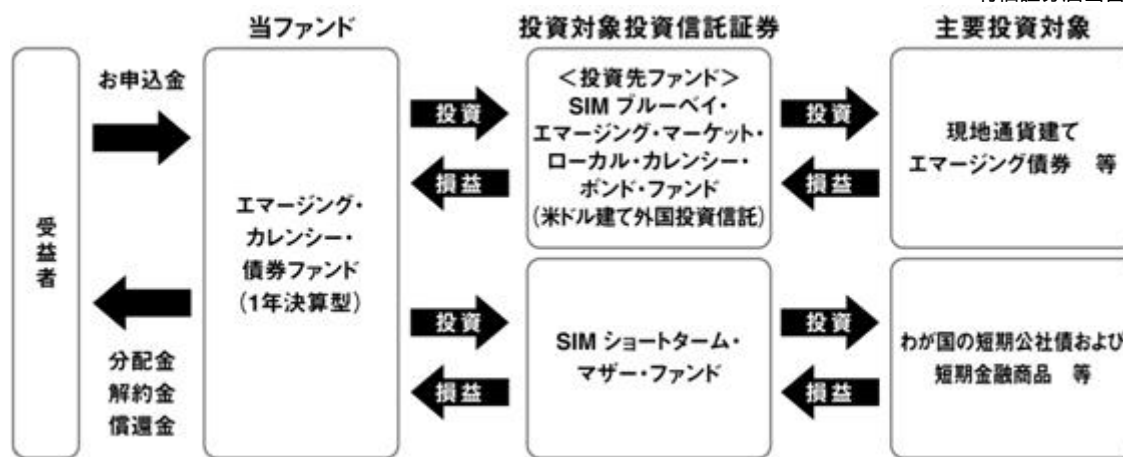 当ファンド
投資対象投資信託証券
主要投資対象
受益者
お申込金
分配金
解約金
償還金
エマージング・
カレンシー・
債券ファンド
(1年決算型)
投資
損益
投資
損益
<投資先ファンド>
SIM ブルーベイ・
エマージング・マーケット・
ローカル・カレンシー・
ボンド・ファンド
(米ドル建て外国投資信託)
投資
損益
現地通貨建て
エマージング債券 等
SIM ショートターム・
マザー・ファンド
投資
損益
わが国の短期公社債および
短期金融商品 等